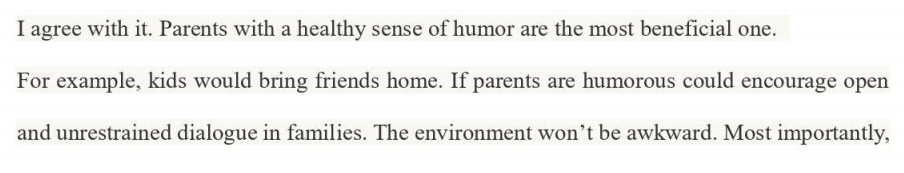 I agree with it. Parents with a healthy sense of humor are the most beneficial one.
For example, kids would bring friends home. If parents are humorous could encourage open
and unrestrained dialogue in families. The environment won’t be awkward. Most importantly,